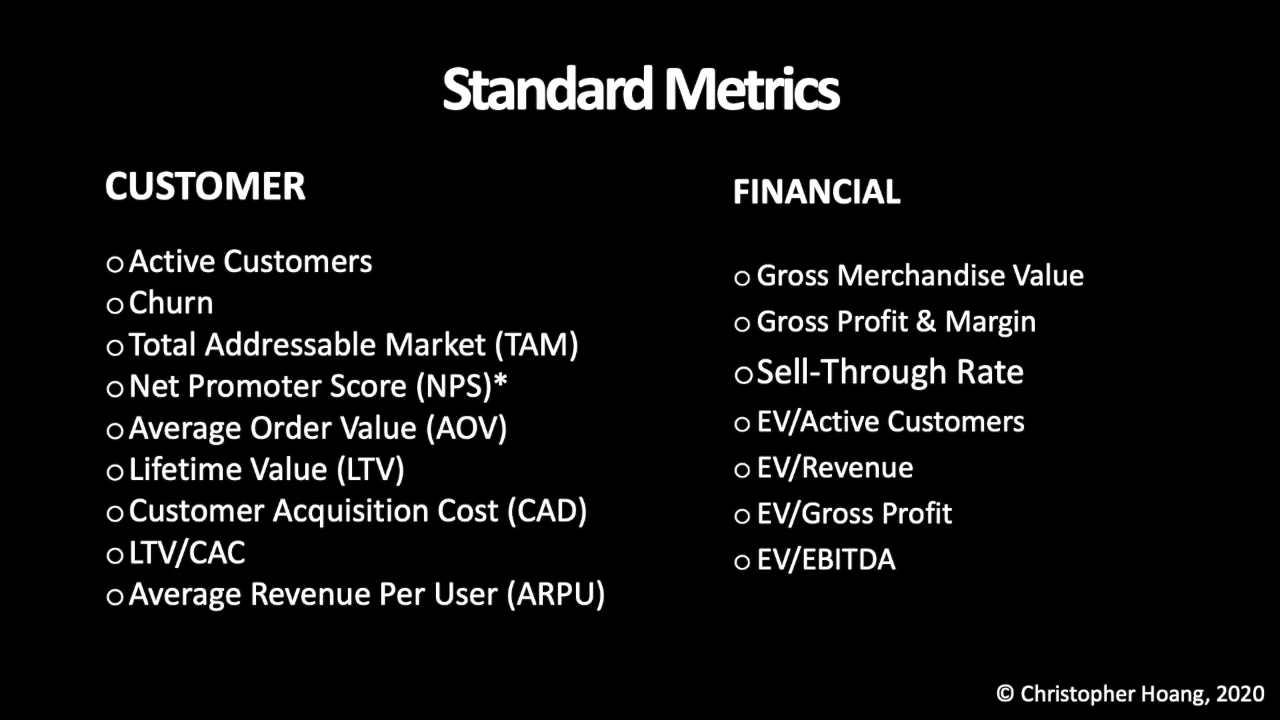 Standard Metrics
CUSTOMER
○ Active Customers
○ Churn
○ Total Addressable Market (TAM)
○ Net Promoter Score (NPS)*
○ Average Order Value (AOV)
○ Lifetime Value (LTV)
○ Customer Acquisition Cost (CAD)
○ LTV/CAC
○ Average Revenue Per User (ARPU)
FINANCIAL
○ Gross Merchandise Value
○ Gross Profit & Margin
○ Sell-Through Rate
○ EV/Active Customers
○ EV/Revenue
○ EV/Gross Profit
○ EV/EBITDA
© Christopher Hoang, 2020